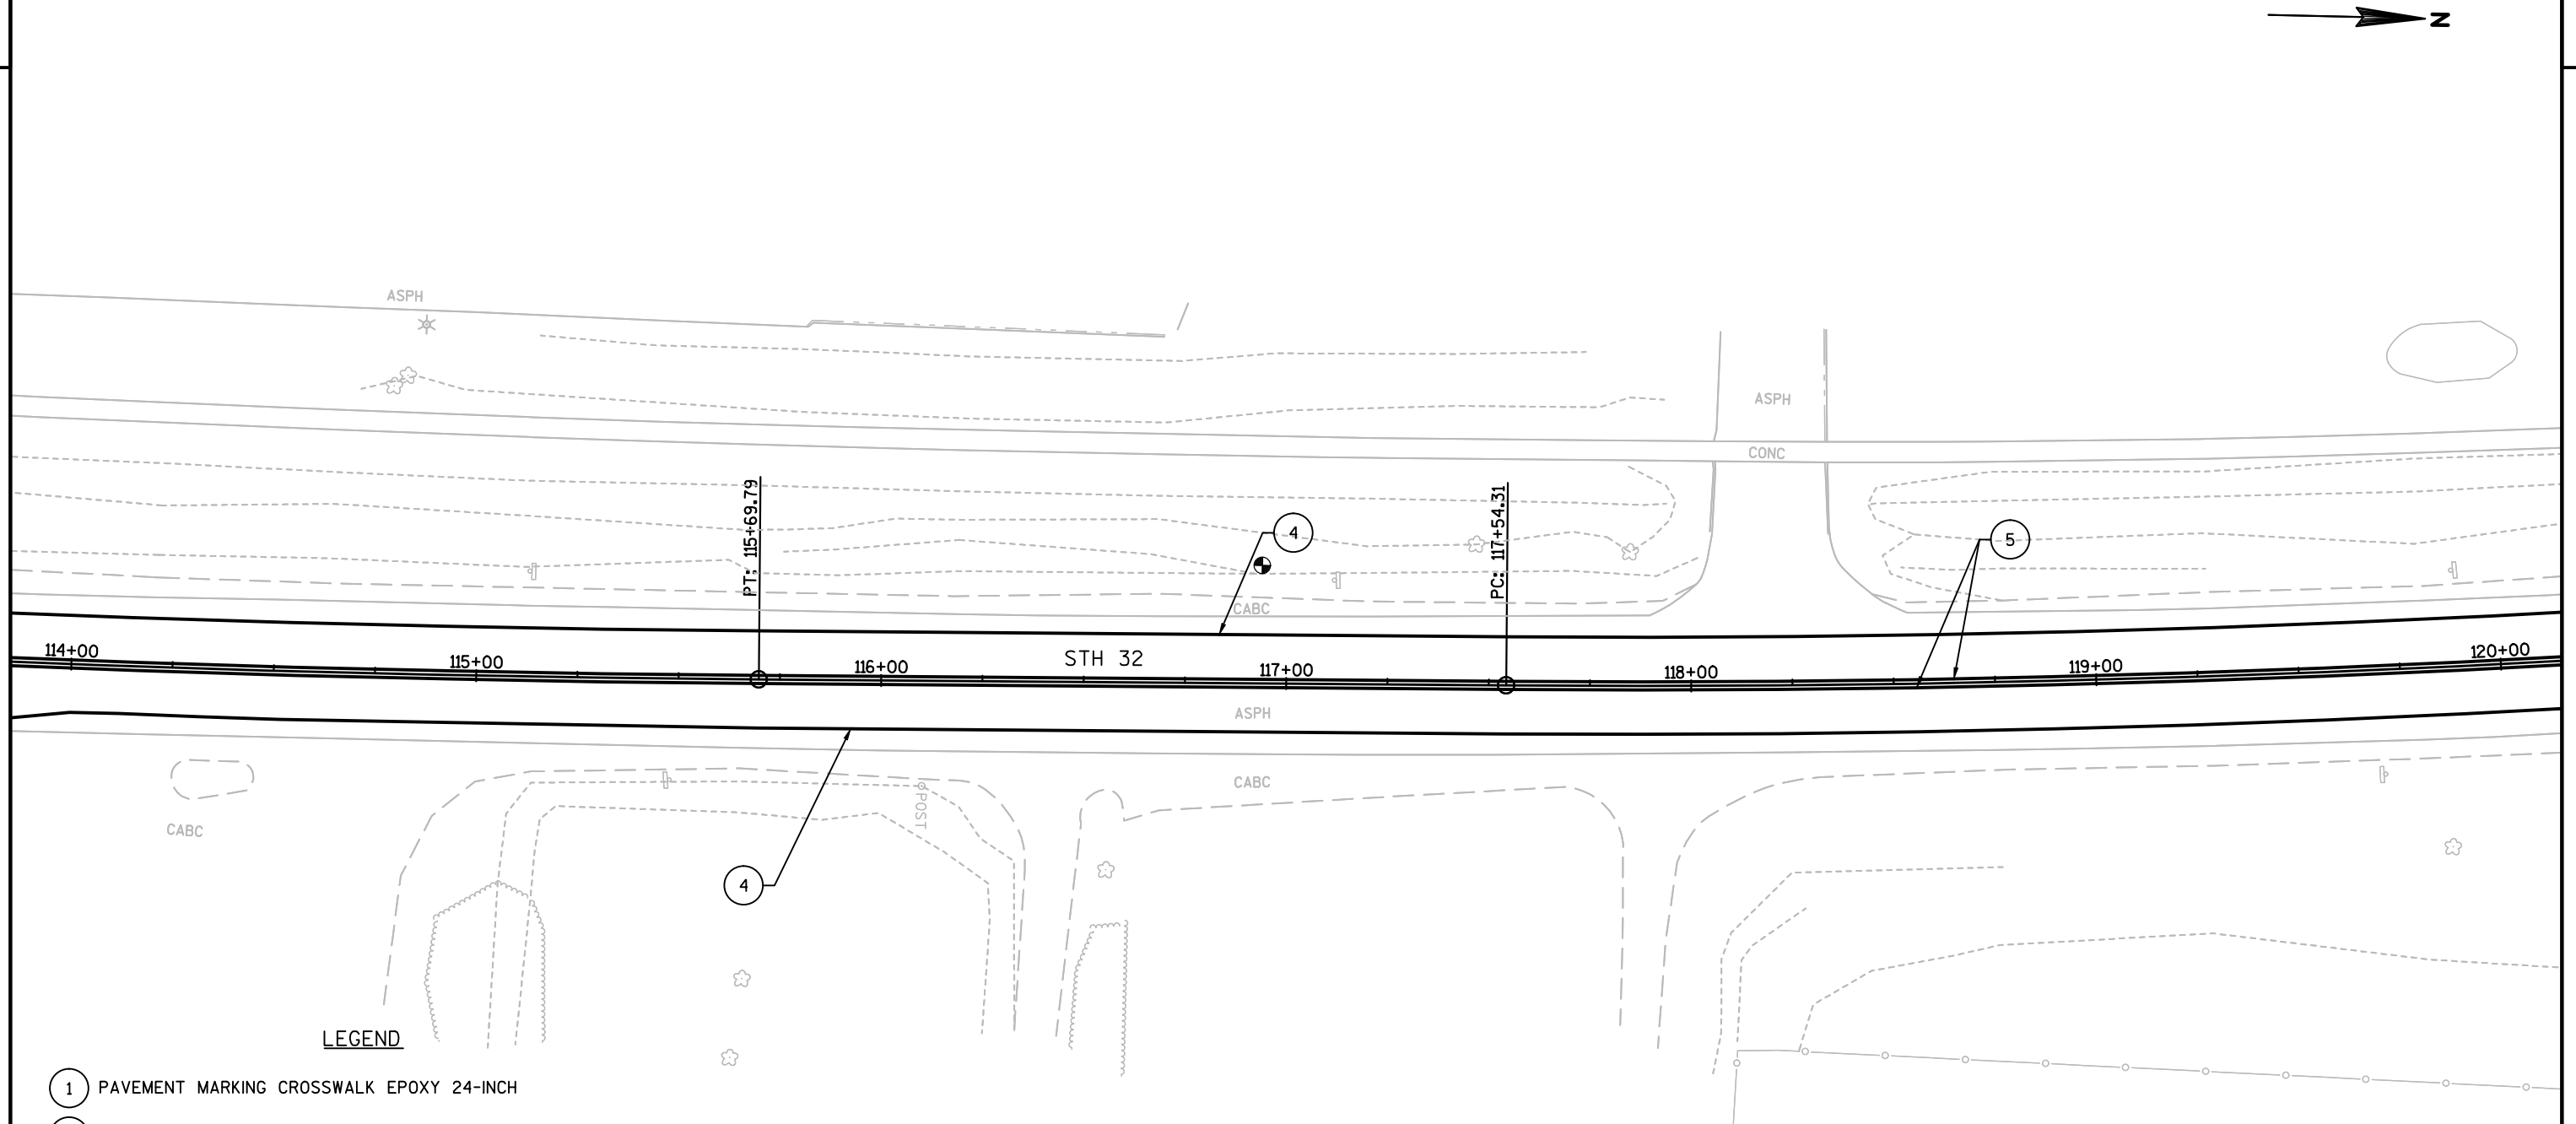 N
ASPH
ASPH
CONC
PT: 115+69.79
PC: 117+54.31
4
5
CABC
114+00
115+00
116+00
STH 32
117+00
118+00
119+00
120+00
ASPH
CABC
POST
CABC
4
LEGEND
1 PAVEMENT MARKING CROSSWALK EPOXY 24-INCH